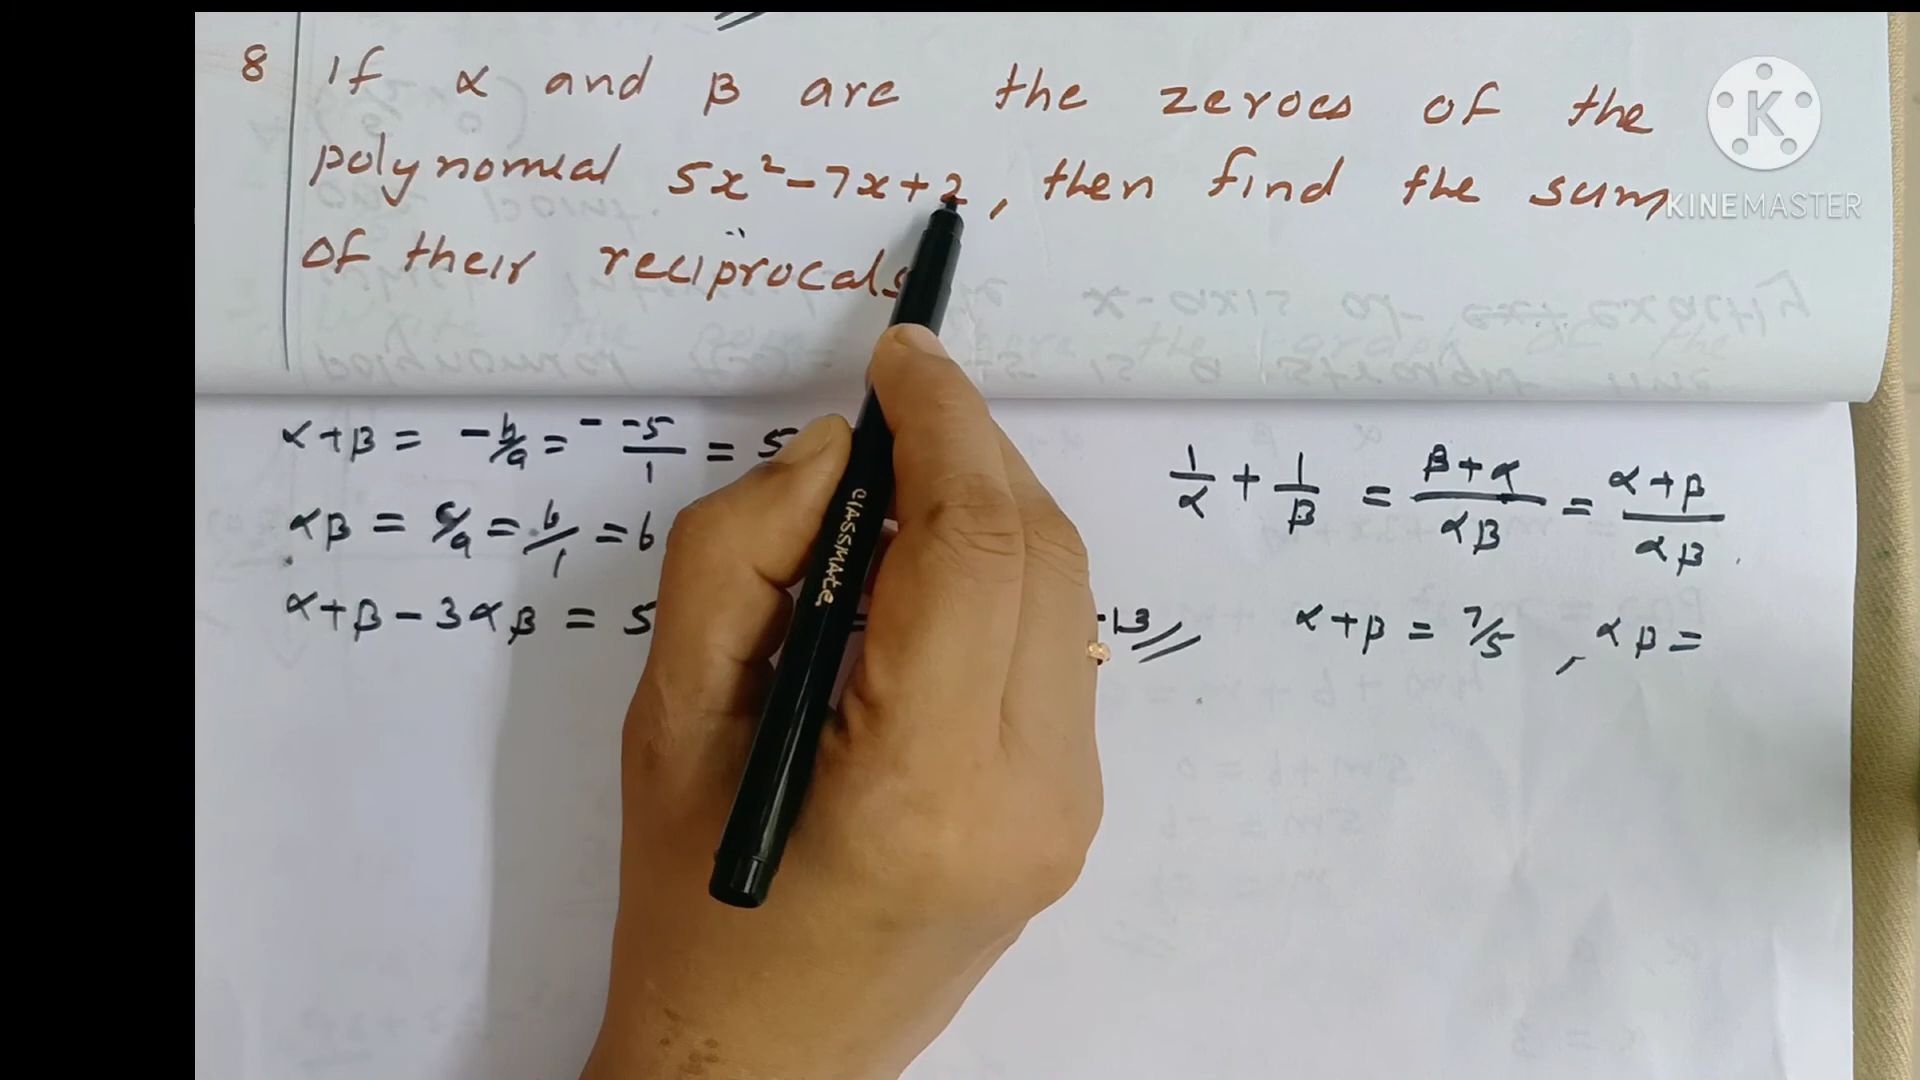 8 If α and β are the zeroes of the
polynomial 5x² - 7x + 2, then find the sum
of their reciprocals
K
KINEMASTER
α + β = -b/a = - -5/1 = 5
αβ = c/a = 6/1 = 6
α + β - 3αβ = 5
-13
1/α + 1/β = β + α/αβ = α + β/αβ
α + β = 7/5 , αβ =
CLASSMATE